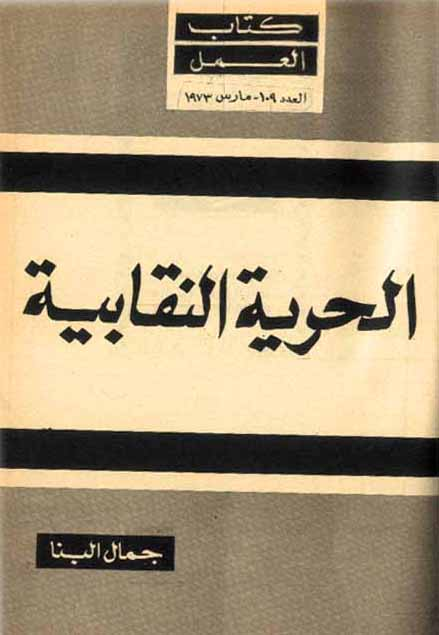 كتاب
العمل
العدد ١٠٩ - مارس ١٩٧٣
الحرية النقابية
جمال البنا